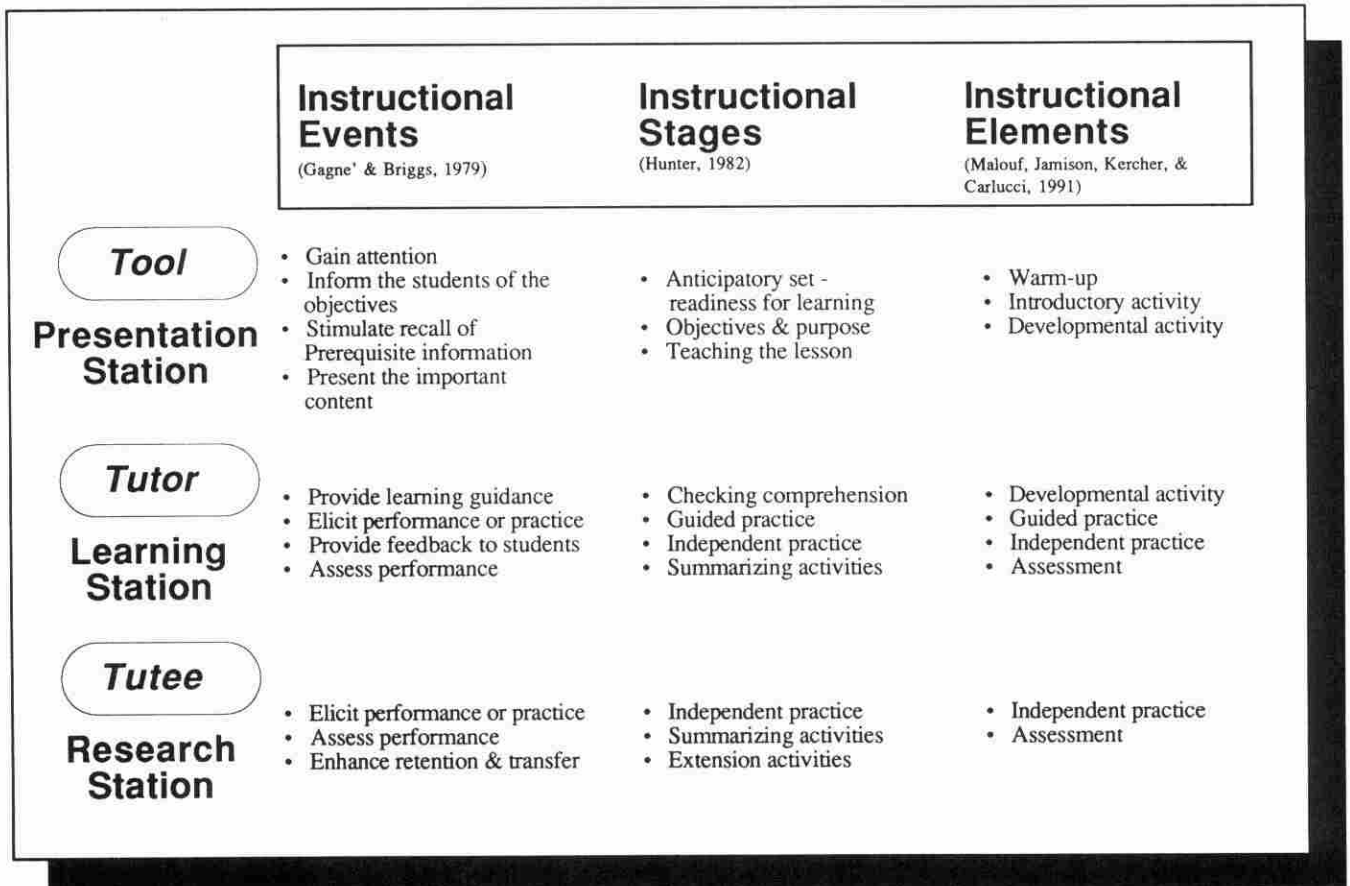 Instructional
Events
(Gagne' & Briggs, 1979)
Instructional
Stages
(Hunter, 1982)
Instructional
Elements
(Malouf, Jamison, Kercher, &
Carlucci, 1991)
Tool
Presentation
Station
• Gain attention
• Inform the students of the
objectives
• Stimulate recall of
Prerequisite information
• Present the important
content
• Anticipatory set -
readiness for learning
• Objectives & purpose
• Teaching the lesson
• Warm-up
• Introductory activity
• Developmental activity
Tutor
Learning
Station
• Provide learning guidance
• Elicit performance or practice
• Provide feedback to students
• Assess performance
• Checking comprehension
• Guided practice
• Independent practice
• Summarizing activities
• Developmental activity
• Guided practice
• Independent practice
• Assessment
Tutee
Research
Station
• Elicit performance or practice
• Assess performance
• Enhance retention & transfer
• Independent practice
• Summarizing activities
• Extension activities
• Independent practice
• Assessment